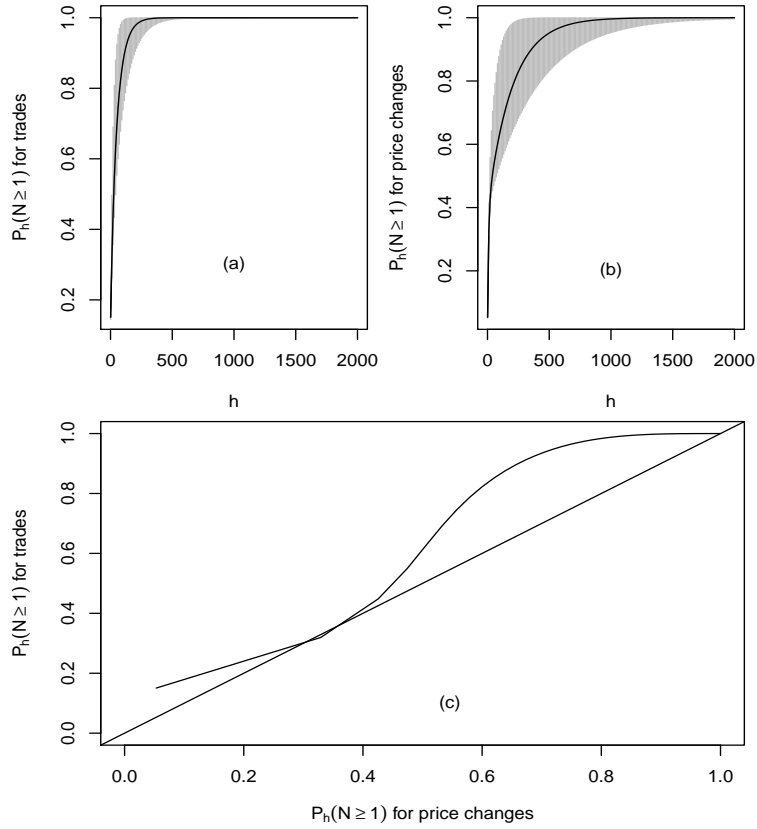 P_h(N ≥ 1) for trades
0.2 0.4 0.6 0.8 1.0
(a)
0 500 1000 1500 2000
h
P_h(N ≥ 1) for price changes
0.2 0.4 0.6 0.8 1.0
(b)
0 500 1000 1500 2000
h
P_h(N ≥ 1) for trades
0.0 0.2 0.4 0.6 0.8 1.0
(c)
0.0 0.2 0.4 0.6 0.8 1.0
P_h(N ≥ 1) for price changes